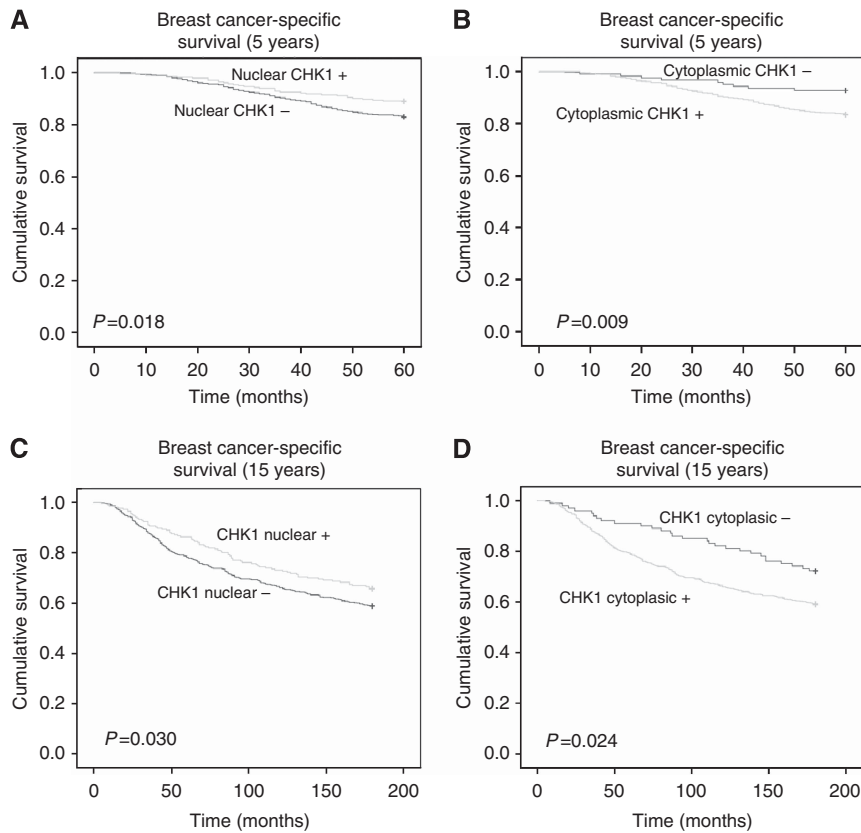 A
Breast cancer-specific
survival (5 years)
Cumulative survival
1.0
0.8
0.6
0.4
0.2
0.0
Nuclear CHK1 +
Nuclear CHK1 –
P=0.018
0 10 20 30 40 50 60
Time (months)
B
Breast cancer-specific
survival (5 years)
Cumulative survival
1.0
0.8
0.6
0.4
0.2
0.0
Cytoplasmic CHK1 –
Cytoplasmic CHK1 +
P=0.009
0 10 20 30 40 50 60
Time (months)
C
Breast cancer-specific
survival (15 years)
Cumulative survival
1.0
0.8
0.6
0.4
0.2
0.0
CHK1 nuclear +
CHK1 nuclear –
P=0.030
0 50 100 150 200
Time (months)
D
Breast cancer-specific
survival (15 years)
Cumulative survival
1.0
0.8
0.6
0.4
0.2
0.0
CHK1 cytoplasic –
CHK1 cytoplasic +
P=0.024
0 50 100 150 200
Time (months)